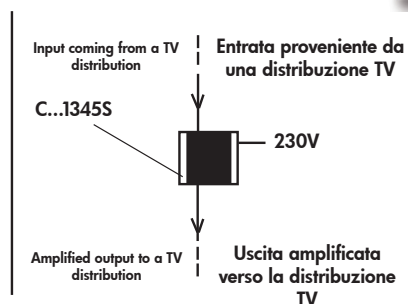 Input coming from a TV
distribution
Entrata proveniente da
una distribuzione TV
C...1345S
230V
Amplified output to a TV
distribution
Uscita amplificata
verso la distribuzione
TV